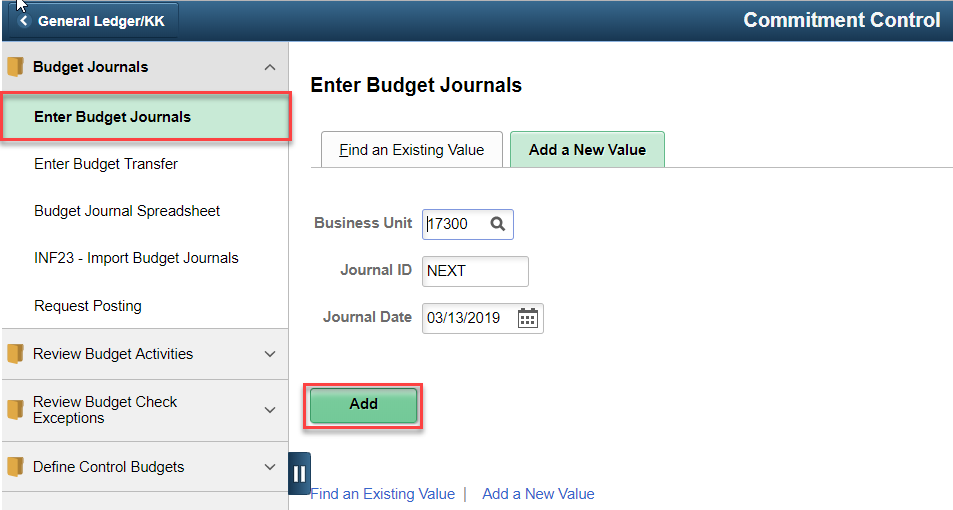 General Ledger/KK
Commitment Control
Budget Journals
Enter Budget Journals
Enter Budget Transfer
Budget Journal Spreadsheet
INF23 - Import Budget Journals
Request Posting
Review Budget Activities
Review Budget Check
Exceptions
Define Control Budgets
Enter Budget Journals
Find an Existing Value
Add a New Value
Business Unit 17300
Journal ID NEXT
Journal Date 03/13/2019
Add
Find an Existing Value | Add a New Value